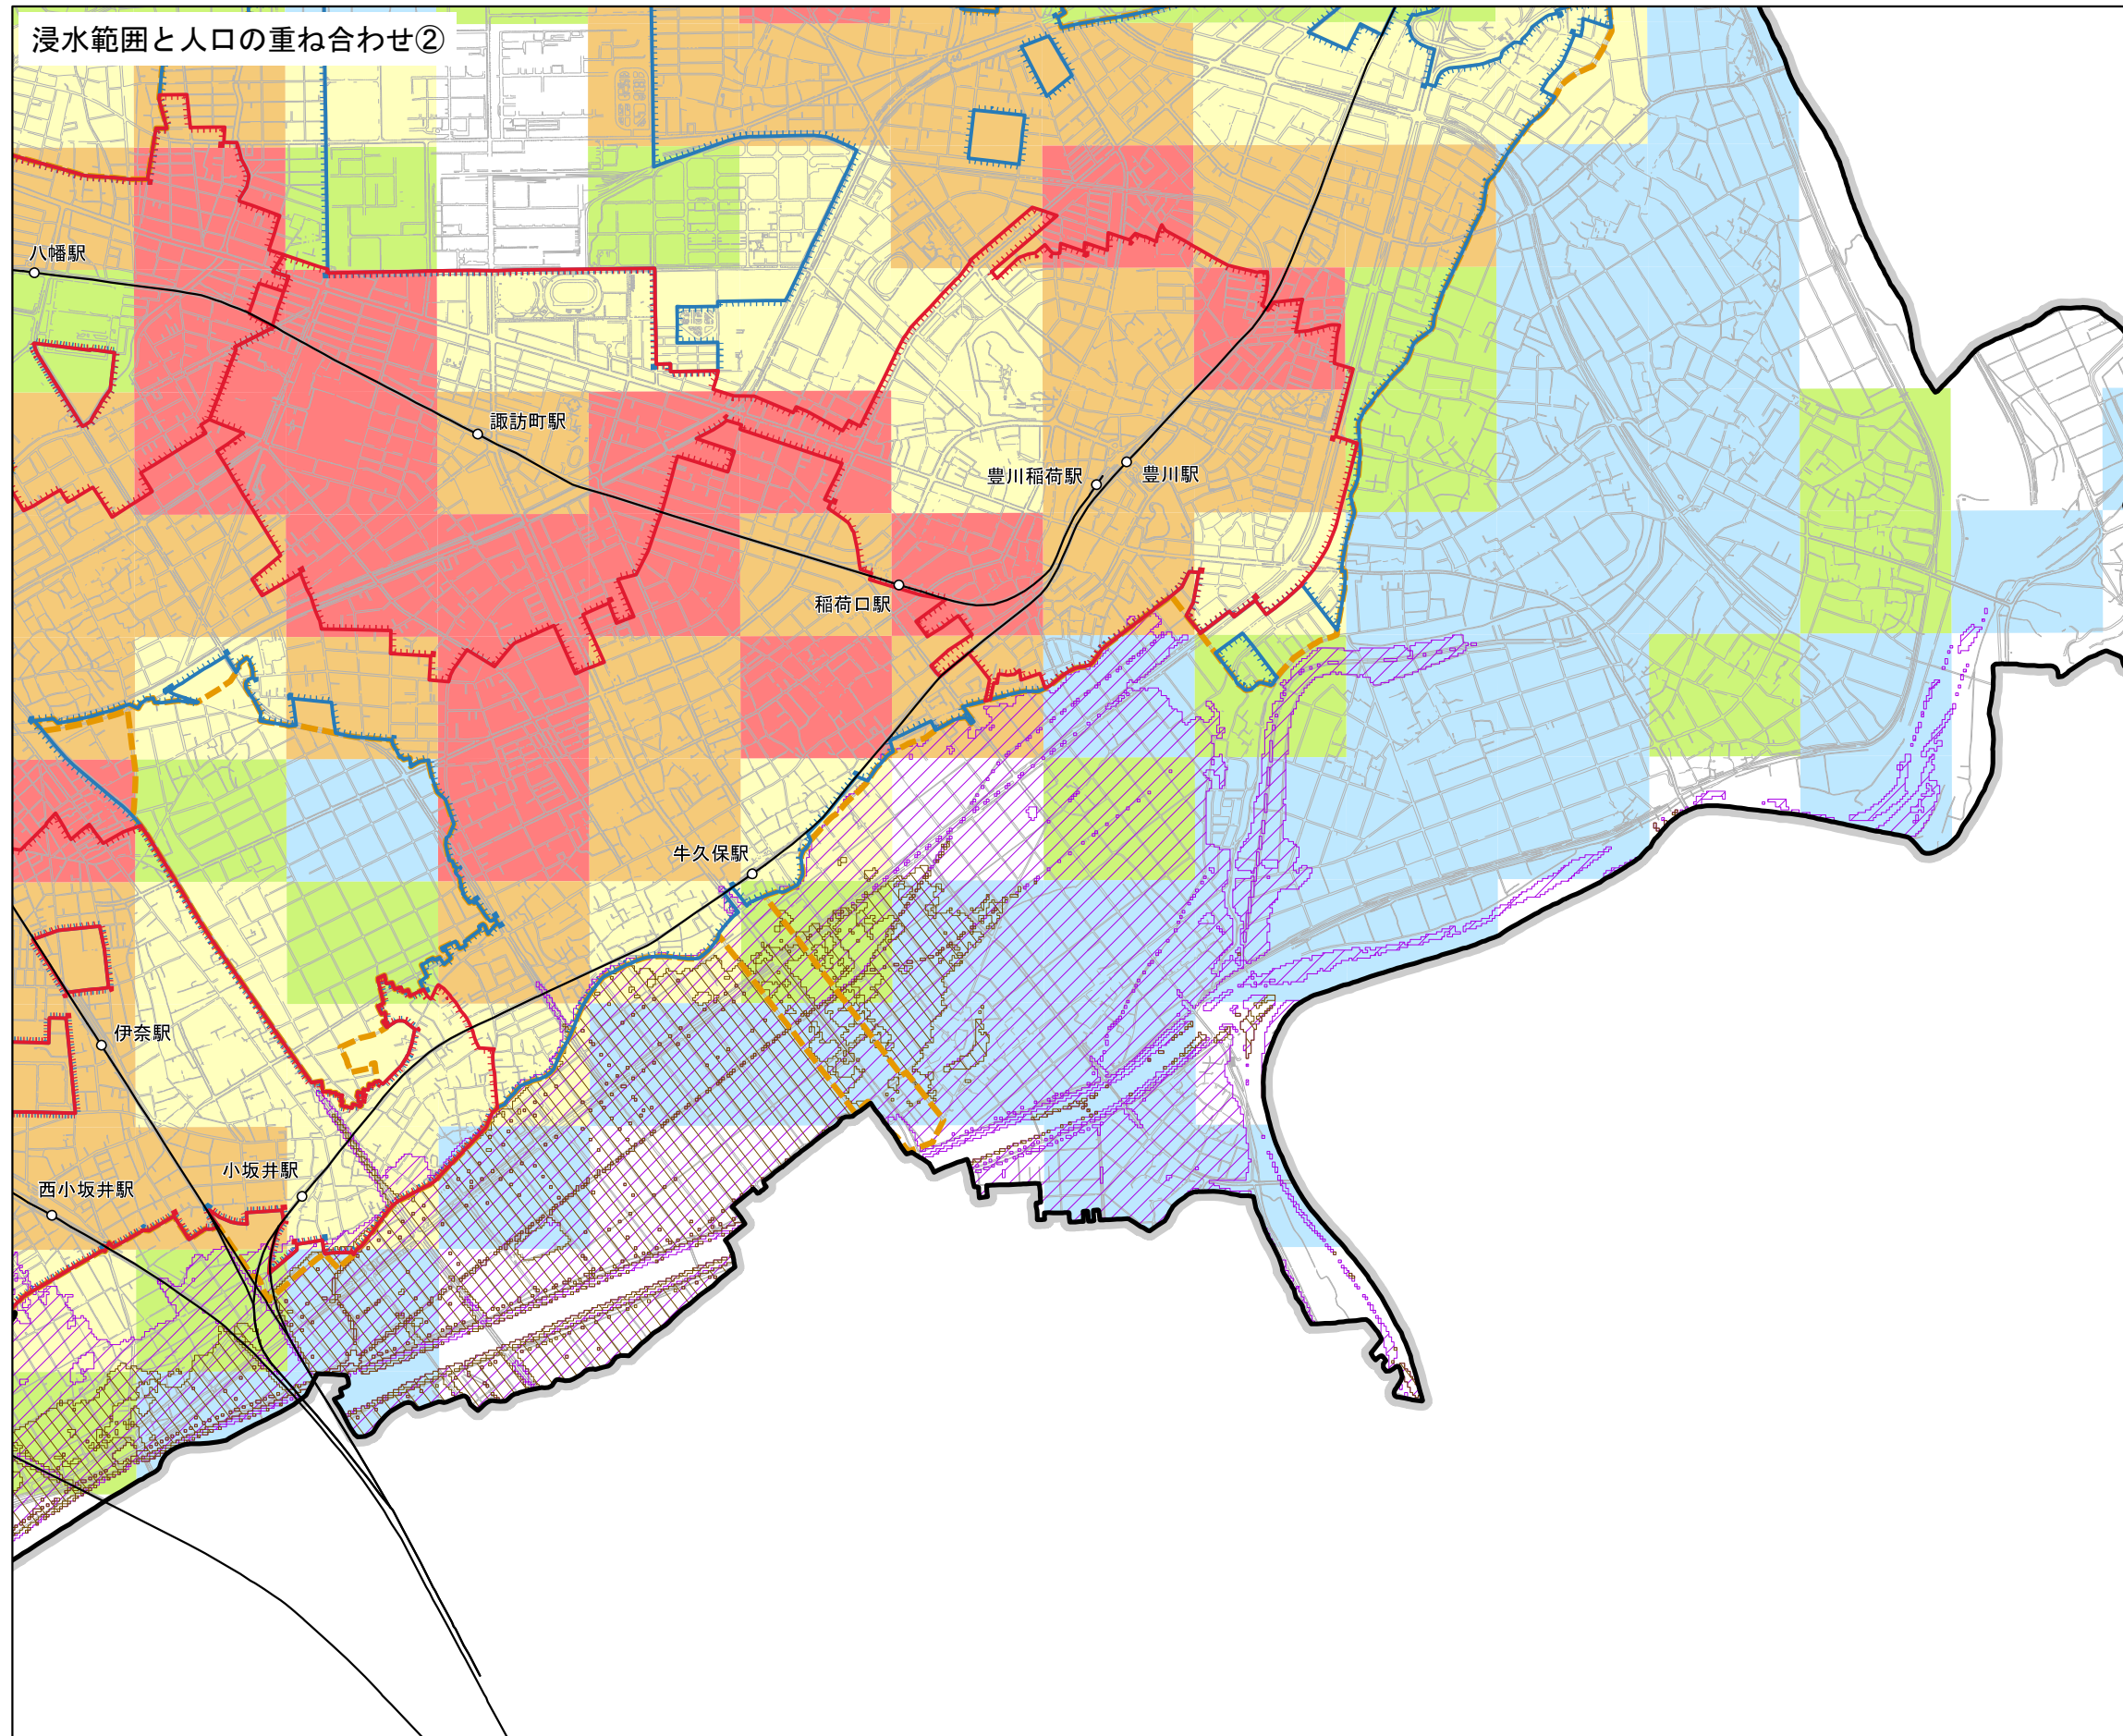 浸水範囲と人口の重ね合わせ②
八幡駅
諏訪町駅
豊川稲荷駅
豊川駅
稲荷口駅
牛久保駅
伊奈駅
小坂井駅
西小坂井駅